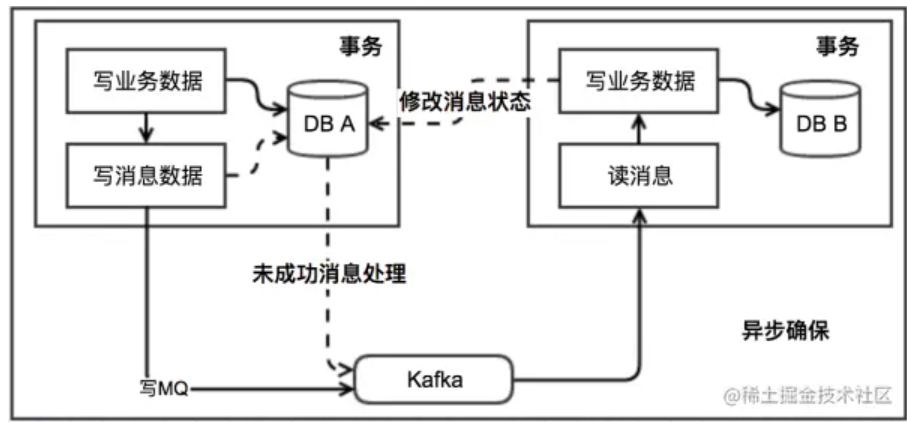 事务
写业务数据
DB A
写消息数据
修改消息状态
事务
写业务数据
DB B
读消息
未成功消息处理
异步确保
写MQ
Kafka
@稀土掘金技术社区